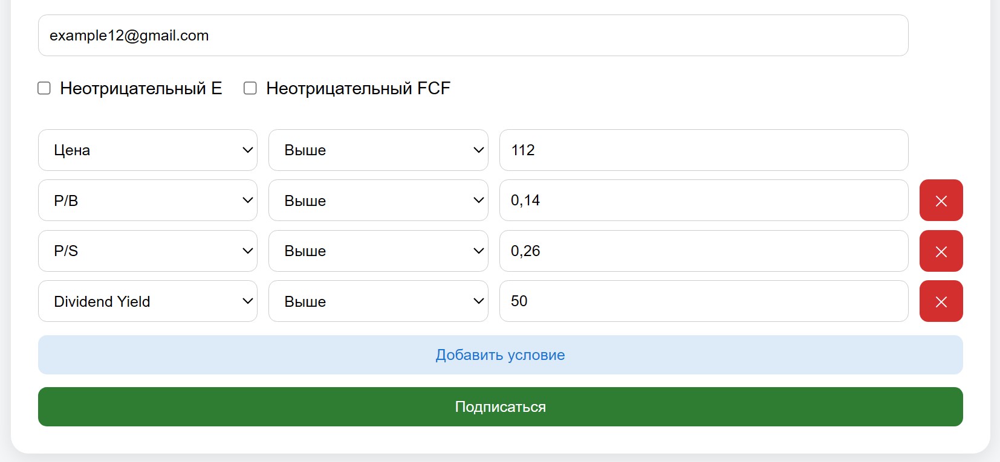 example12@gmail.com
Неотрицательный E Неотрицательный FCF
Цена Выше 112
P/B Выше 0,14
P/S Выше 0,26
Dividend Yield Выше 50
Добавить условие
Подписаться